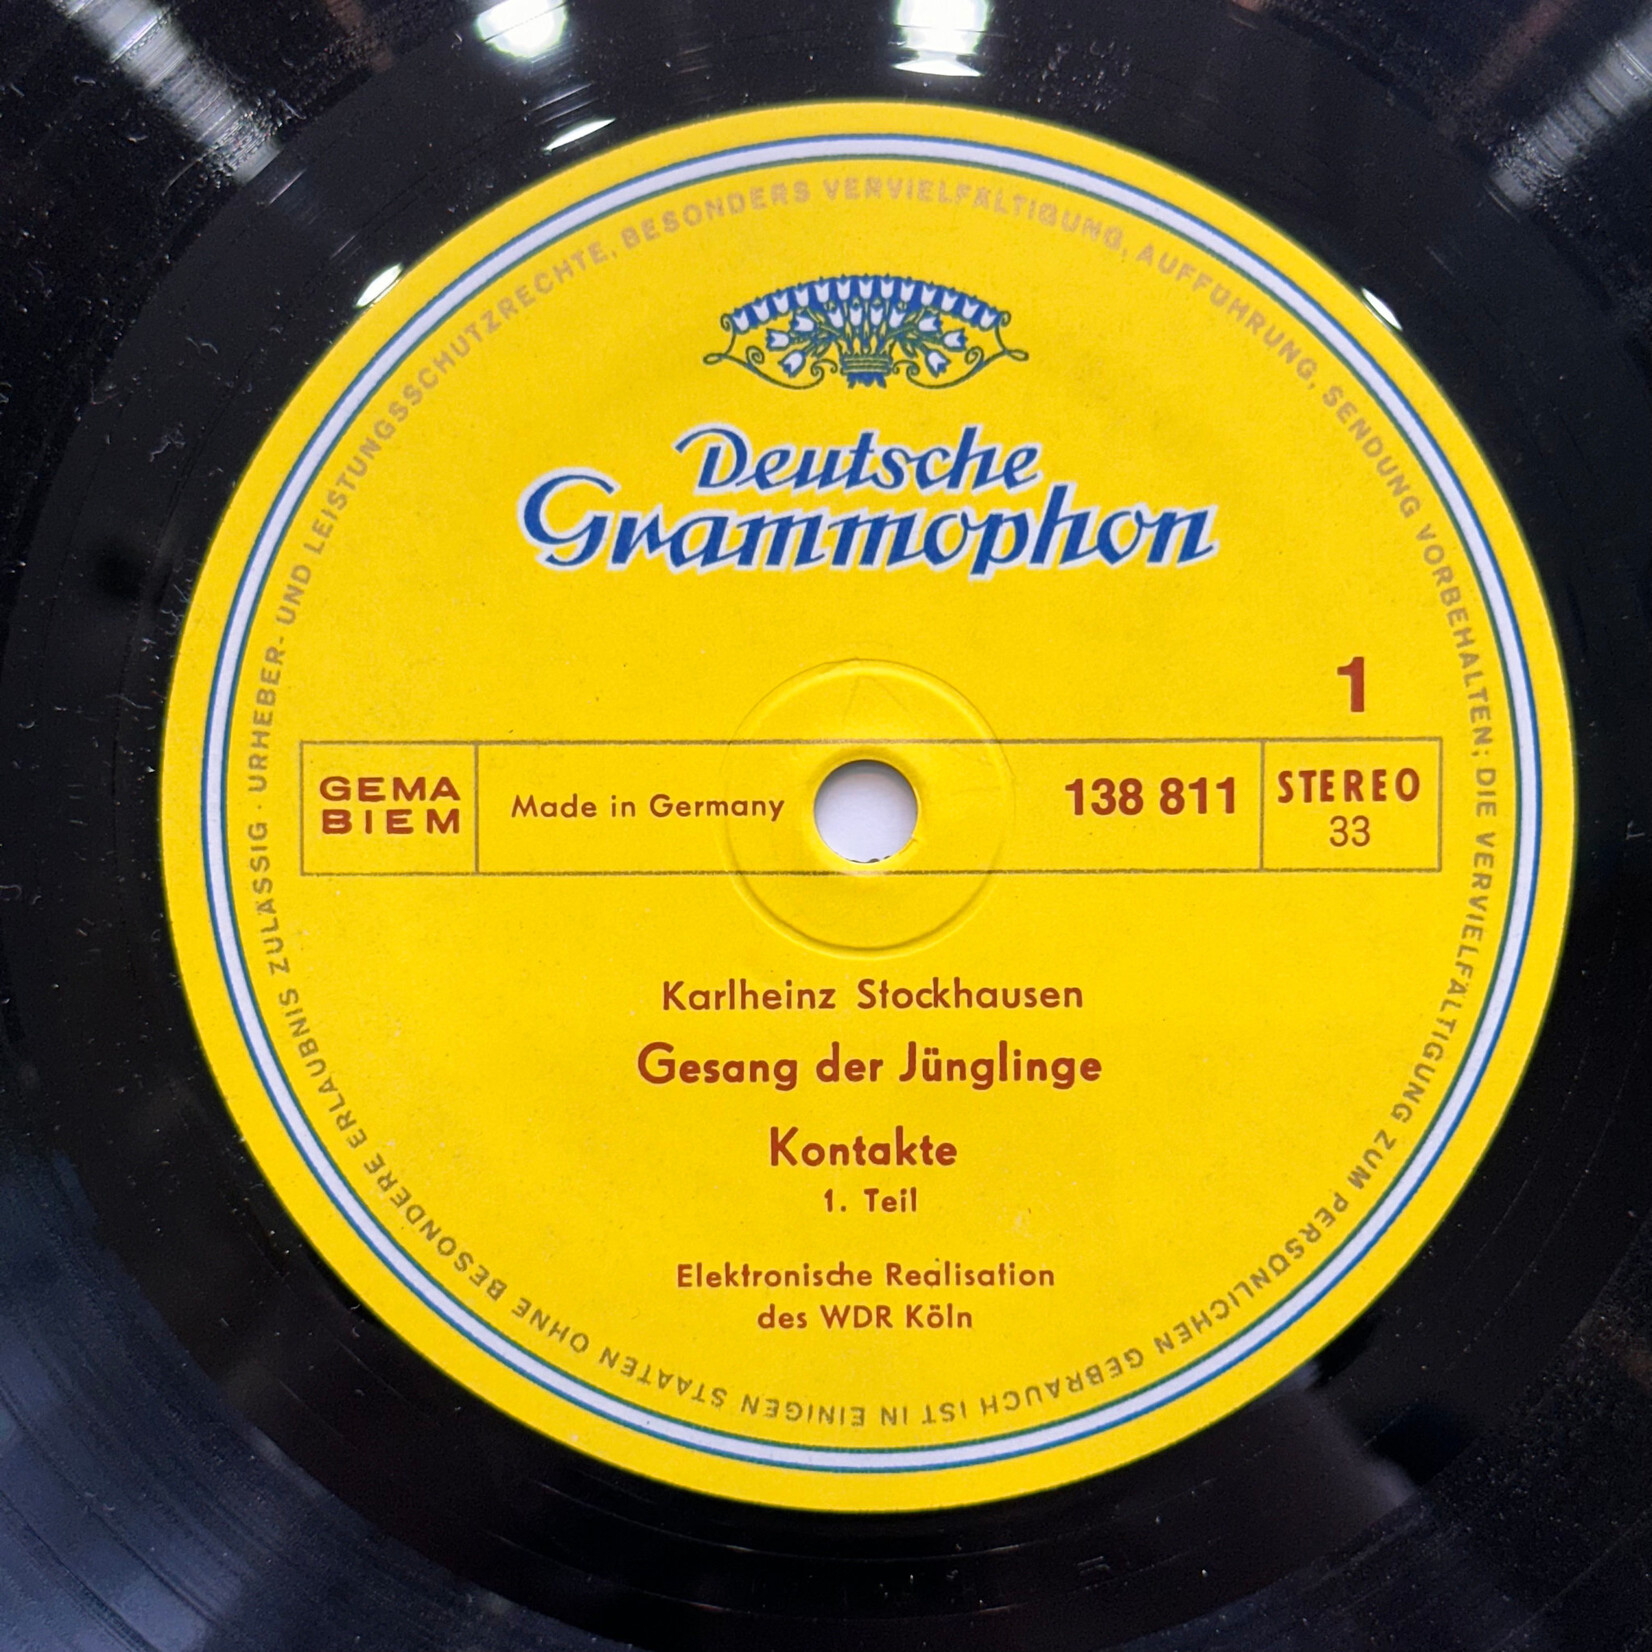 URHEBER- UND LEISTUNGSSCHUTZRECHTE, BESONDERS VERVIELFÄLTIGUNG, AUFFÜHRUNG, SENDUNG VORBEHALTEN; DIE VERVIELFÄLTIGUNG ZUM PERSÖNLICHEN GEBRAUCH IST IN EINIGEN STAATEN OHNE BESONDERE ERLAUBNIS ZULÄSSIG ·
Deutsche
Grammophon
1
GEMA
BIEM
Made in Germany
138 811
STEREO
33
Karlheinz Stockhausen
Gesang der Jünglinge
Kontakte
1. Teil
Elektronische Realisation
des WDR Köln